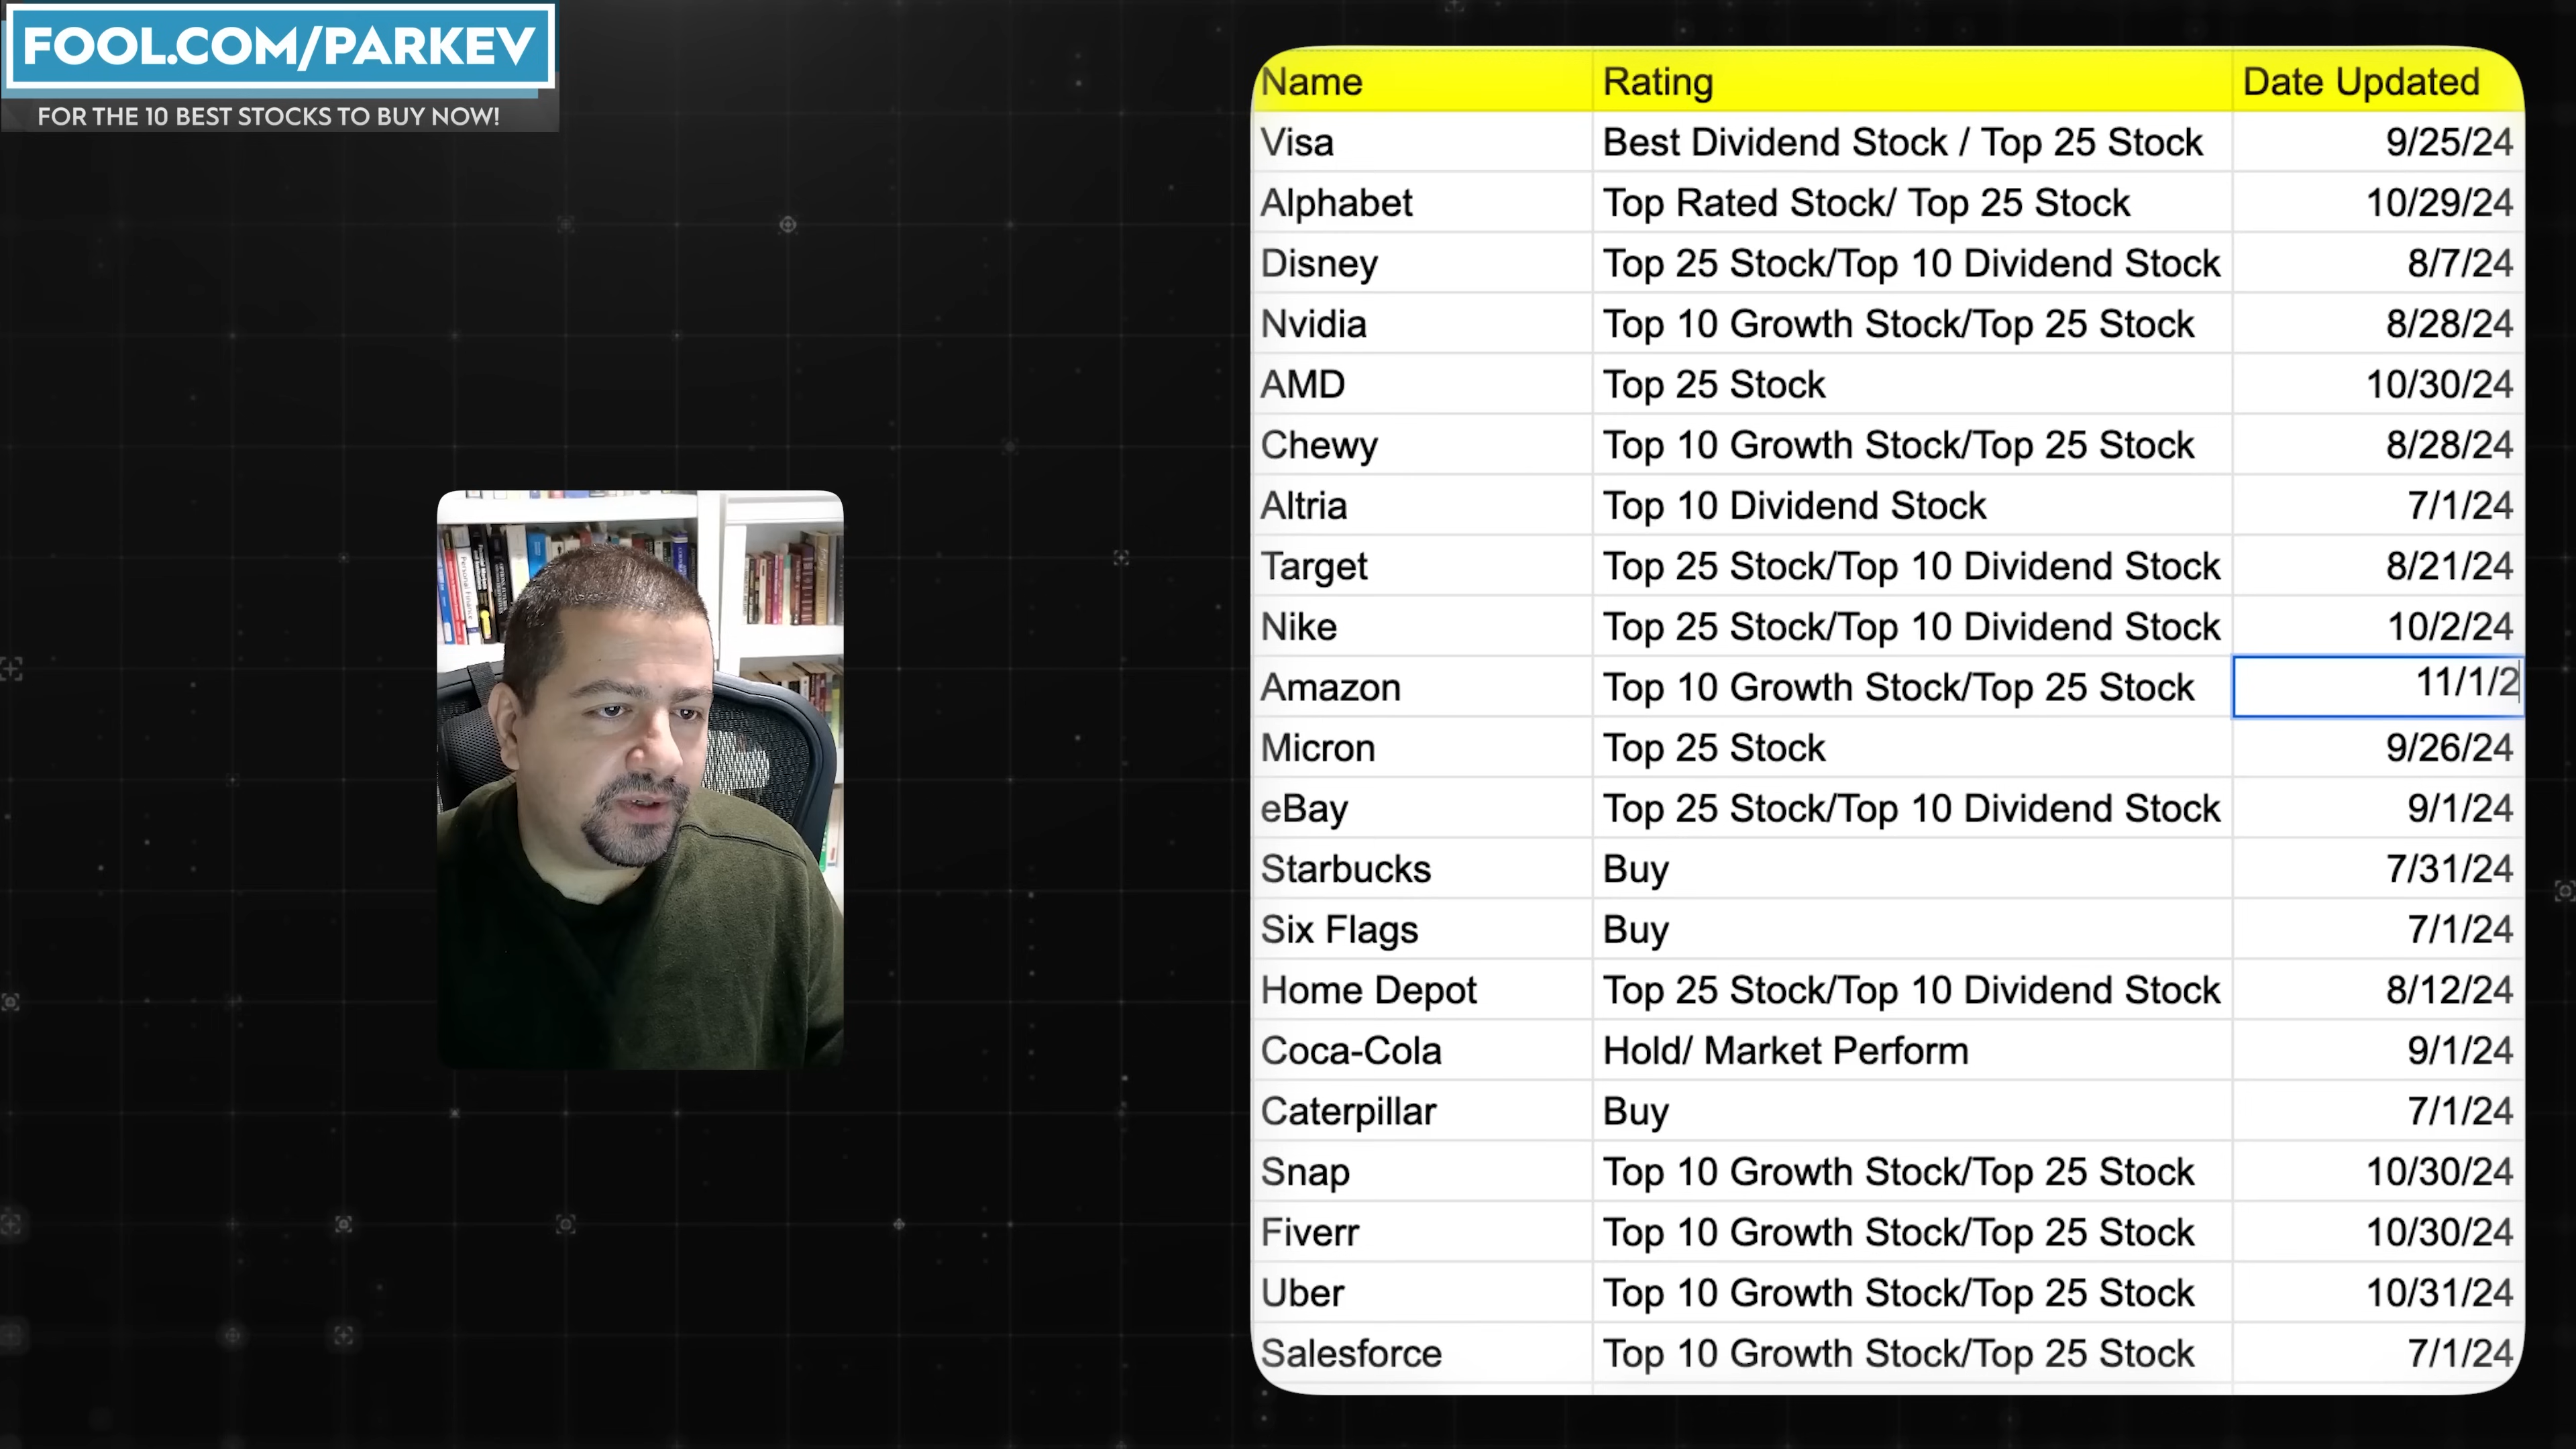 FOOL.COM/PARKEV
FOR THE 10 BEST STOCKS TO BUY NOW!
Name Rating Date Updated
Visa Best Dividend Stock / Top 25 Stock 9/25/24
Alphabet Top Rated Stock/ Top 25 Stock 10/29/24
Disney Top 25 Stock/Top 10 Dividend Stock 8/7/24
Nvidia Top 10 Growth Stock/Top 25 Stock 8/28/24
AMD Top 25 Stock 10/30/24
Chewy Top 10 Growth Stock/Top 25 Stock 8/28/24
Altria Top 10 Dividend Stock 7/1/24
Target Top 25 Stock/Top 10 Dividend Stock 8/21/24
Nike Top 25 Stock/Top 10 Dividend Stock 10/2/24
Amazon Top 10 Growth Stock/Top 25 Stock 11/1/2
Micron Top 25 Stock 9/26/24
eBay Top 25 Stock/Top 10 Dividend Stock 9/1/24
Starbucks Buy 7/31/24
Six Flags Buy 7/1/24
Home Depot Top 25 Stock/Top 10 Dividend Stock 8/12/24
Coca-Cola Hold/ Market Perform 9/1/24
Caterpillar Buy 7/1/24
Snap Top 10 Growth Stock/Top 25 Stock 10/30/24
Fiverr Top 10 Growth Stock/Top 25 Stock 10/30/24
Uber Top 10 Growth Stock/Top 25 Stock 10/31/24
Salesforce Top 10 Growth Stock/Top 25 Stock 7/1/24
Personal Finance